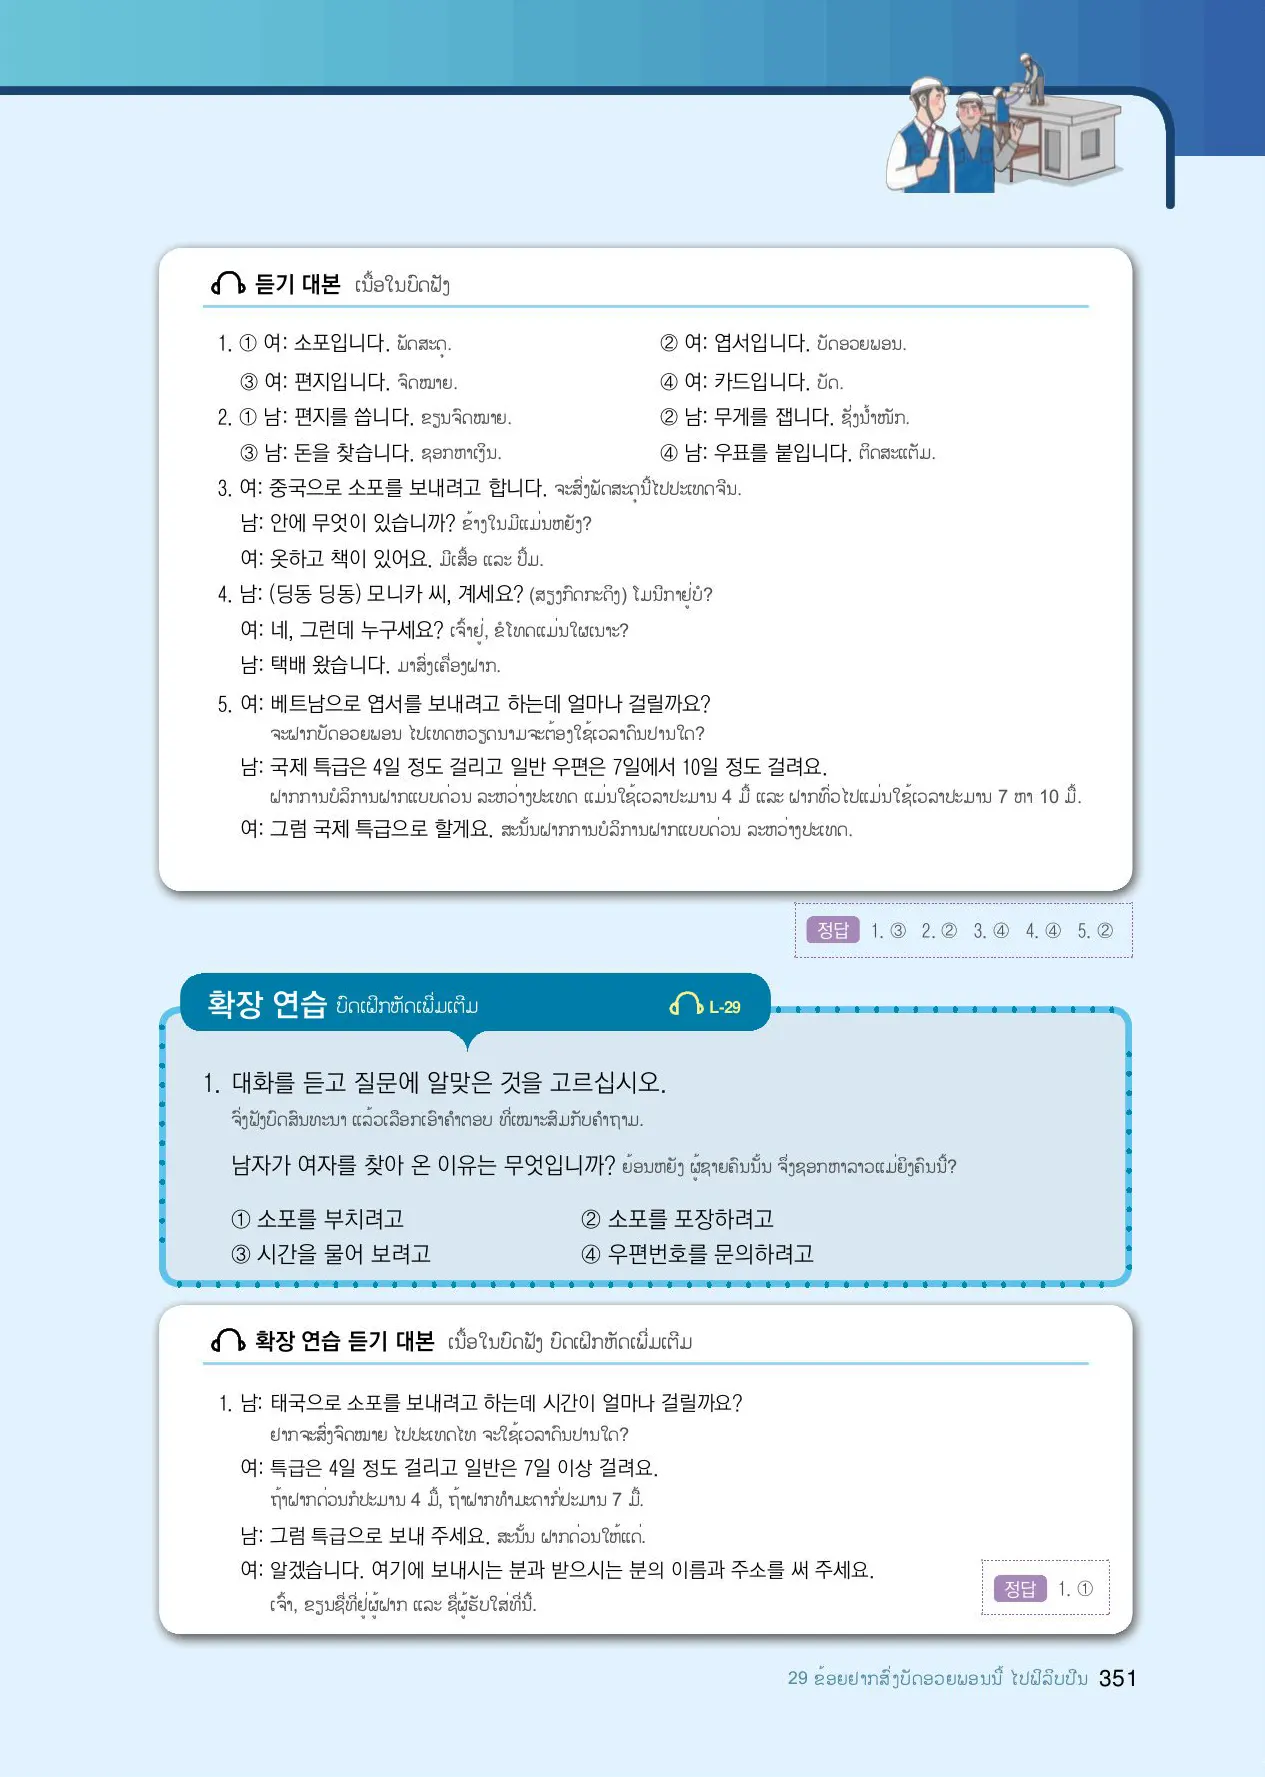 듣기 대본 ເນື້ອໃນບົດຟັງ
1. ① 여: 소포입니다. ພັດສະດຸ. ② 여: 엽서입니다. ບັດອວຍພອນ.
③ 여: 편지입니다. ຈົດໝາຍ. ④ 여: 카드입니다. ບັດ.
2. ① 남: 편지를 씁니다. ຂຽນຈົດໝາຍ. ② 남: 무게를 잽니다. ຊັ່ງນ້ຳໜັກ.
③ 남: 돈을 찾습니다. ຊອກຫາເງິນ. ④ 남: 우표를 붙입니다. ຕິດສະແຕັມ.
3. 여: 중국으로 소포를 보내려고 합니다. ຈະສົ່ງພັດສະດຸນີ້ໄປປະເທດຈີນ.
남: 안에 무엇이 있습니까? ຂ້າງໃນມີແມ່ນຫຍັງ?
여: 옷하고 책이 있어요. ມີເສື້ອ ແລະ ປຶ້ມ.
4. 남: (딩동 딩동) 모니카 씨, 계세요? (ສຽງກົດກະດິງ) ໂມນີກາຢູ່ບໍ?
여: 네, 그런데 누구세요? ເຈົ້າຢູ່, ຂໍໂທດແມ່ນໃຜເນາະ?
남: 택배 왔습니다. ມາສົ່ງເຄື່ອງຝາກ.
5. 여: 베트남으로 엽서를 보내려고 하는데 얼마나 걸릴까요?
ຈະຝາກບັດອວຍພອນ ໄປເທດຫວຽດນາມຈະຕ້ອງໃຊ້ເວລາດົນປານໃດ?
남: 국제 특급은 4일 정도 걸리고 일반 우편은 7일에서 10일 정도 걸려요.
ຝາກການບໍລິການຝາກແບບດ່ວນ ລະຫວ່າງປະເທດ ແມ່ນໃຊ້ເວລາປະມານ 4 ມື້ ແລະ ຝາກທົ່ວໄປແມ່ນໃຊ້ເວລາປະມານ 7 ຫາ 10 ມື້.
여: 그럼 국제 특급으로 할게요. ສະນັ້ນຝາກການບໍລິການຝາກແບບດ່ວນ ລະຫວ່າງປະເທດ.
정답 1. ③ 2. ② 3. ④ 4. ④ 5. ②
확장 연습 ບົດເຝິກຫັດເພີ່ມເຕີມ L-29
1. 대화를 듣고 질문에 알맞은 것을 고르십시오.
ຈົ່ງຟັງບົດສົນທະນາ ແລ້ວເລືອກເອົາຄຳຕອບ ທີ່ເໝາະສົມກັບຄຳຖາມ.
남자가 여자를 찾아 온 이유는 무엇입니까? ຍ້ອນຫຍັງ ຜູ້ຊາຍຄົນນັ້ນ ຈຶ່ງຊອກຫາລາວແມ່ຍິງຄົນນີ້?
① 소포를 부치려고 ② 소포를 포장하려고
③ 시간을 물어 보려고 ④ 우편번호를 문의하려고
확장 연습 듣기 대본 ເນື້ອໃນບົດຟັງ ບົດເຝິກຫັດເພີ່ມເຕີມ
1. 남: 태국으로 소포를 보내려고 하는데 시간이 얼마나 걸릴까요?
ຢາກຈະສົ່ງຈົດໝາຍ ໄປປະເທດໄທ ຈະໃຊ້ເວລາດົນປານໃດ?
여: 특급은 4일 정도 걸리고 일반은 7일 이상 걸려요.
ຖ້າຝາກດ່ວນກໍປະມານ 4 ມື້, ຖ້າຝາກທຳມະດາກໍ່ປະມານ 7 ມື້.
남: 그럼 특급으로 보내 주세요. ສະນັ້ນ ຝາກດ່ວນໃຫ້ແດ່.
여: 알겠습니다. 여기에 보내시는 분과 받으시는 분의 이름과 주소를 써 주세요.
ເຈົ້າ, ຂຽນຊື່ທີ່ຢູ່ຜູ້ຝາກ ແລະ ຊື່ຜູ້ຮັບໃສ່ທີ່ນີ້.
정답 1. ①
29 ຂ້ອຍຢາກສົ່ງບັດອວຍພອນນີ້ ໄປຟິລິບປິນ 351